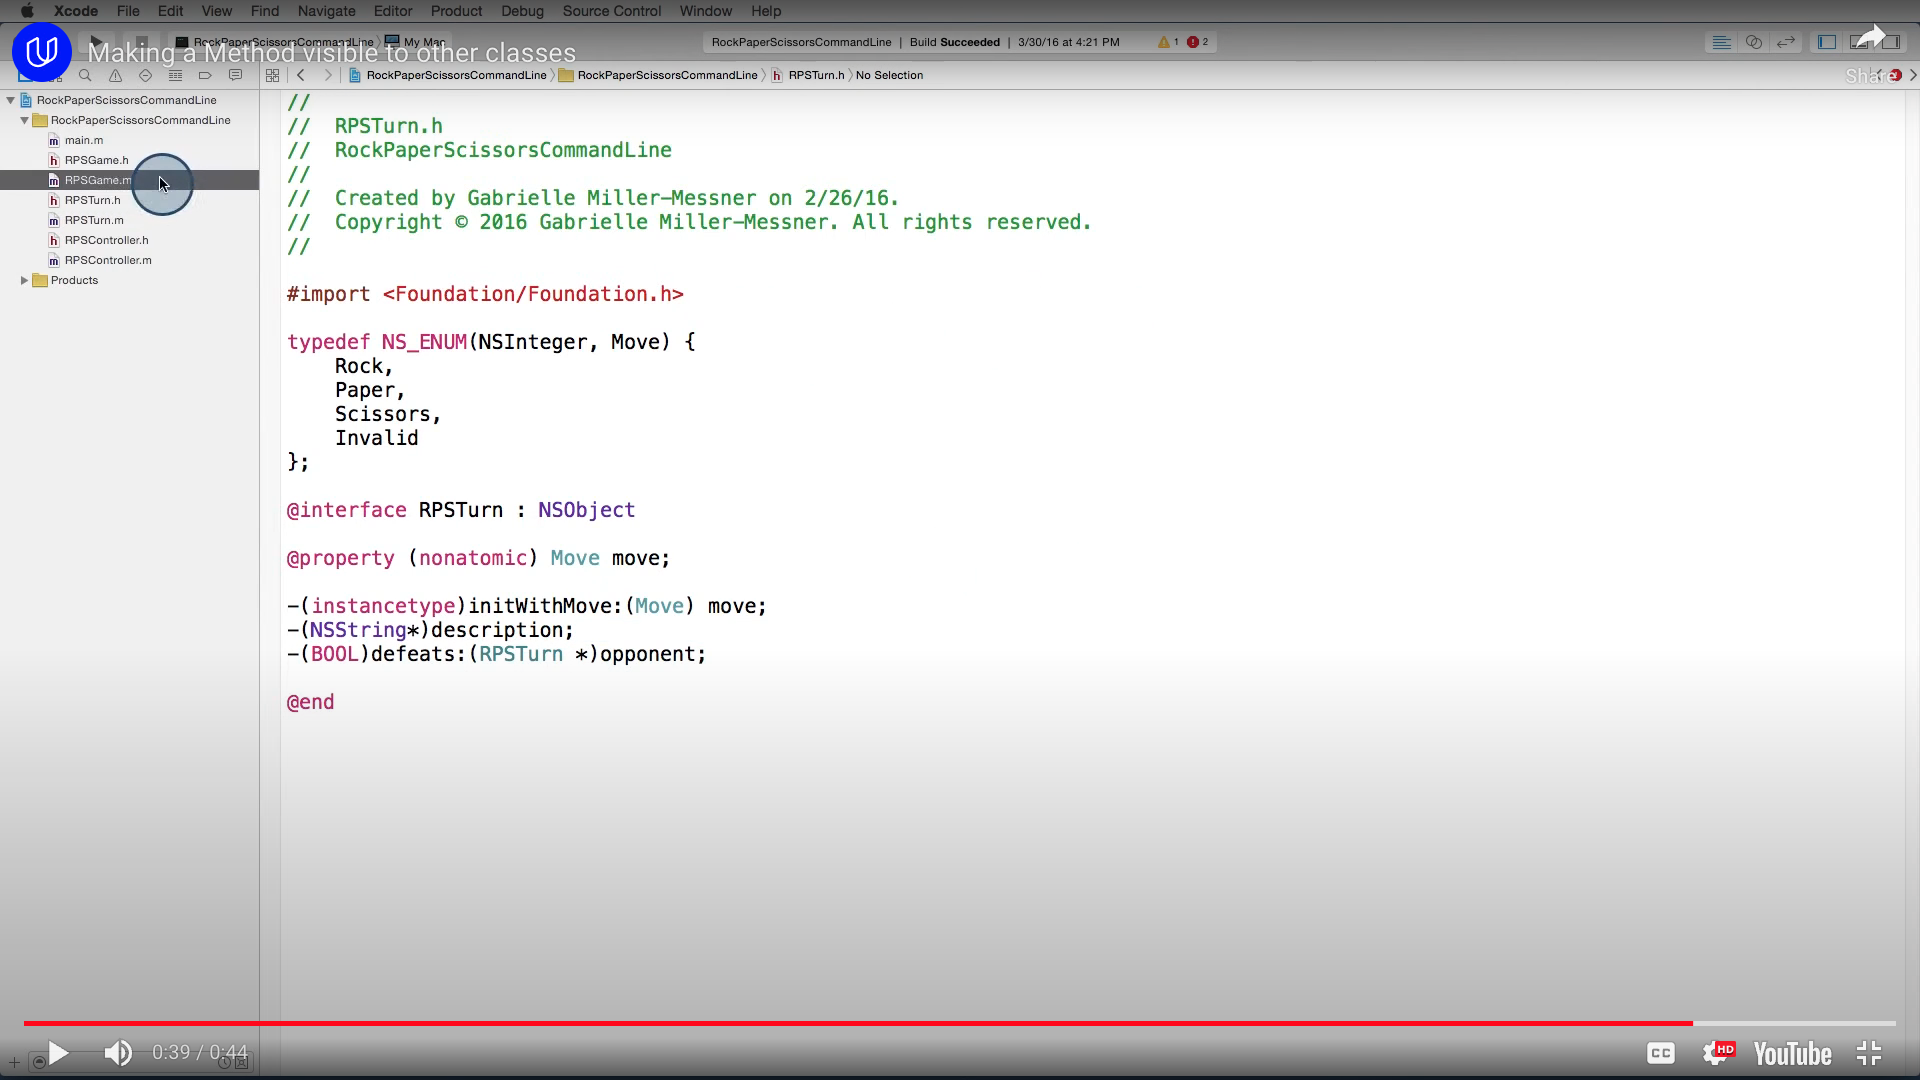 Xcode File Edit View Find Navigate Editor Product Debug Source Control Window Help
RockPaperScissorsCommandLine My Mac
RockPaperScissorsCommandLine | Build Succeeded | 3/30/16 at 4:21 PM 1 2
Making a Method visible to other classes
Share
RockPaperScissorsCommandLine RockPaperScissorsCommandLine RPSTurn.h No Selection
RockPaperScissorsCommandLine
RockPaperScissorsCommandLine
main.m
RPSGame.h
RPSGame.m
RPSTurn.h
RPSTurn.m
RPSController.h
RPSController.m
Products
//
// RPSTurn.h
// RockPaperScissorsCommandLine
//
// Created by Gabrielle Miller-Messner on 2/26/16.
// Copyright © 2016 Gabrielle Miller-Messner. All rights reserved.
//
#import <Foundation/Foundation.h>
typedef NS_ENUM(NSInteger, Move) {
Rock,
Paper,
Scissors,
Invalid
};
@interface RPSTurn : NSObject
@property (nonatomic) Move move;
-(instancetype)initWithMove:(Move) move;
-(NSString*)description;
-(BOOL)defeats:(RPSTurn *)opponent;
@end
0:39 / 0:44
CC HD YouTube